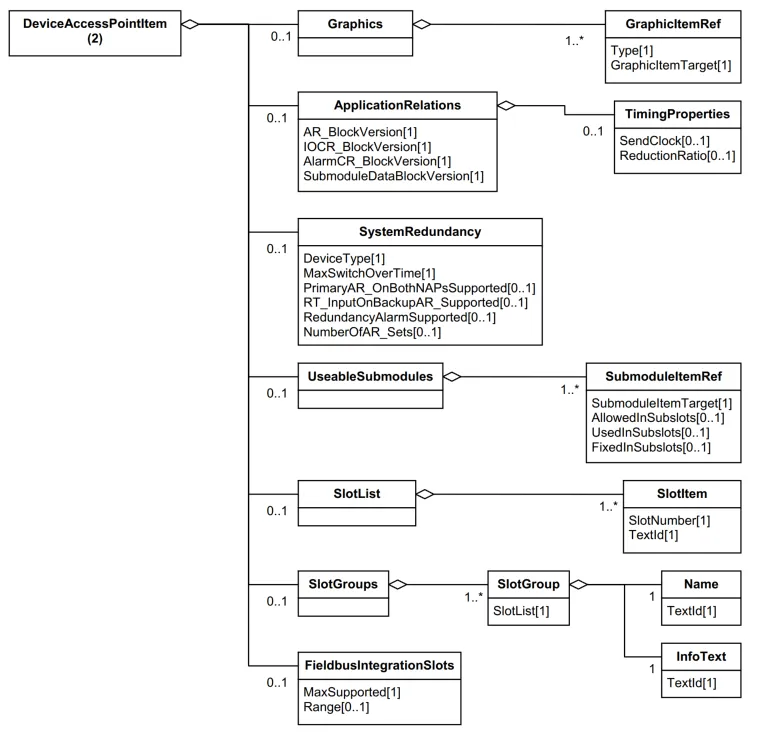 DeviceAccessPointItem
(2)
0..1
Graphics
1..*
GraphicItemRef
Type[1]
GraphicItemTarget[1]
0..1
ApplicationRelations
AR_BlockVersion[1]
IOCR_BlockVersion[1]
AlarmCR_BlockVersion[1]
SubmoduleDataBlockVersion[1]
0..1
TimingProperties
SendClock[0..1]
ReductionRatio[0..1]
0..1
SystemRedundancy
DeviceType[1]
MaxSwitchOverTime[1]
PrimaryAR_OnBothNAPsSupported[0..1]
RT_InputOnBackupAR_Supported[0..1]
RedundancyAlarmSupported[0..1]
NumberOfAR_Sets[0..1]
0..1
UseableSubmodules
1..*
SubmoduleItemRef
SubmoduleItemTarget[1]
AllowedInSubslots[0..1]
UsedInSubslots[0..1]
FixedInSubslots[0..1]
0..1
SlotList
1..*
SlotItem
SlotNumber[1]
TextId[1]
0..1
SlotGroups
1..*
SlotGroup
SlotList[1]
1
Name
TextId[1]
1
InfoText
TextId[1]
0..1
FieldbusIntegrationSlots
MaxSupported[1]
Range[0..1]